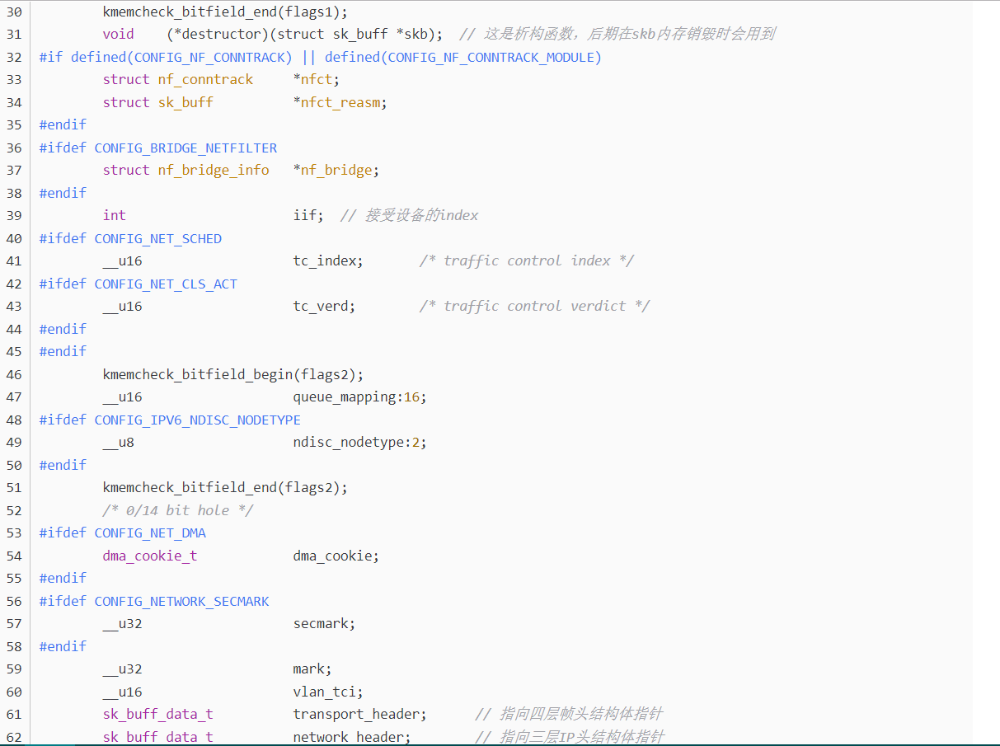 30 kmemcheck_bitfield_end(flags1);
31 void (*destructor)(struct sk_buff *skb); // 这是析构函数，后期在skb内存销毁时会用到
32 #if defined(CONFIG_NF_CONNTRACK) || defined(CONFIG_NF_CONNTRACK_MODULE)
33 struct nf_conntrack *nfct;
34 struct sk_buff *nfct_reasm;
35 #endif
36 #ifdef CONFIG_BRIDGE_NETFILTER
37 struct nf_bridge_info *nf_bridge;
38 #endif
39 int iif; // 接受设备的index
40 #ifdef CONFIG_NET_SCHED
41 __u16 tc_index; /* traffic control index */
42 #ifdef CONFIG_NET_CLS_ACT
43 __u16 tc_verd; /* traffic control verdict */
44 #endif
45 #endif
46 kmemcheck_bitfield_begin(flags2);
47 __u16 queue_mapping:16;
48 #ifdef CONFIG_IPV6_NDISC_NODETYPE
49 __u8 ndisc_nodetype:2;
50 #endif
51 kmemcheck_bitfield_end(flags2);
52 /* 0/14 bit hole */
53 #ifdef CONFIG_NET_DMA
54 dma_cookie_t dma_cookie;
55 #endif
56 #ifdef CONFIG_NETWORK_SECMARK
57 __u32 secmark;
58 #endif
59 __u32 mark;
60 __u16 vlan_tci;
61 sk_buff_data_t transport_header; // 指向四层帧头结构体指针
62 sk_buff_data_t network_header; // 指向三层IP头结构体指针